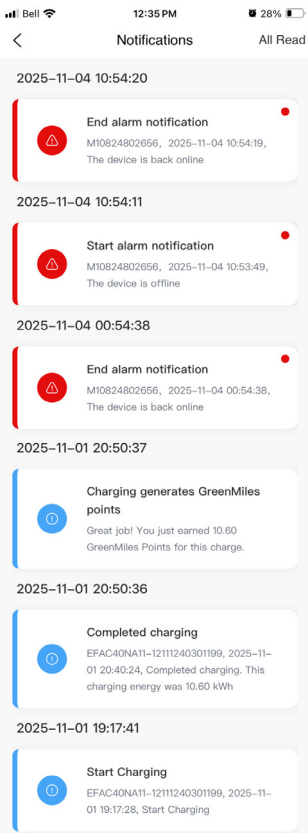 Bell 12:35 PM 28%
Notifications All Read
2025-11-04 10:54:20
End alarm notification
M10824802656, 2025-11-04 10:54:19,
The device is back online
2025-11-04 10:54:11
Start alarm notification
M10824802656, 2025-11-04 10:53:49,
The device is offline
2025-11-04 00:54:38
End alarm notification
M10824802656, 2025-11-04 00:54:38,
The device is back online
2025-11-01 20:50:37
Charging generates GreenMiles
points
Great job! You just earned 10.60
GreenMiles Points for this charge.
2025-11-01 20:50:36
Completed charging
EFAC40NA11-12111240301199, 2025-11-
01 20:40:24, Completed charging. This
charging energy was 10.60 kWh
2025-11-01 19:17:41
Start Charging
EFAC40NA11-12111240301199, 2025-11-
01 19:17:28, Start Charging